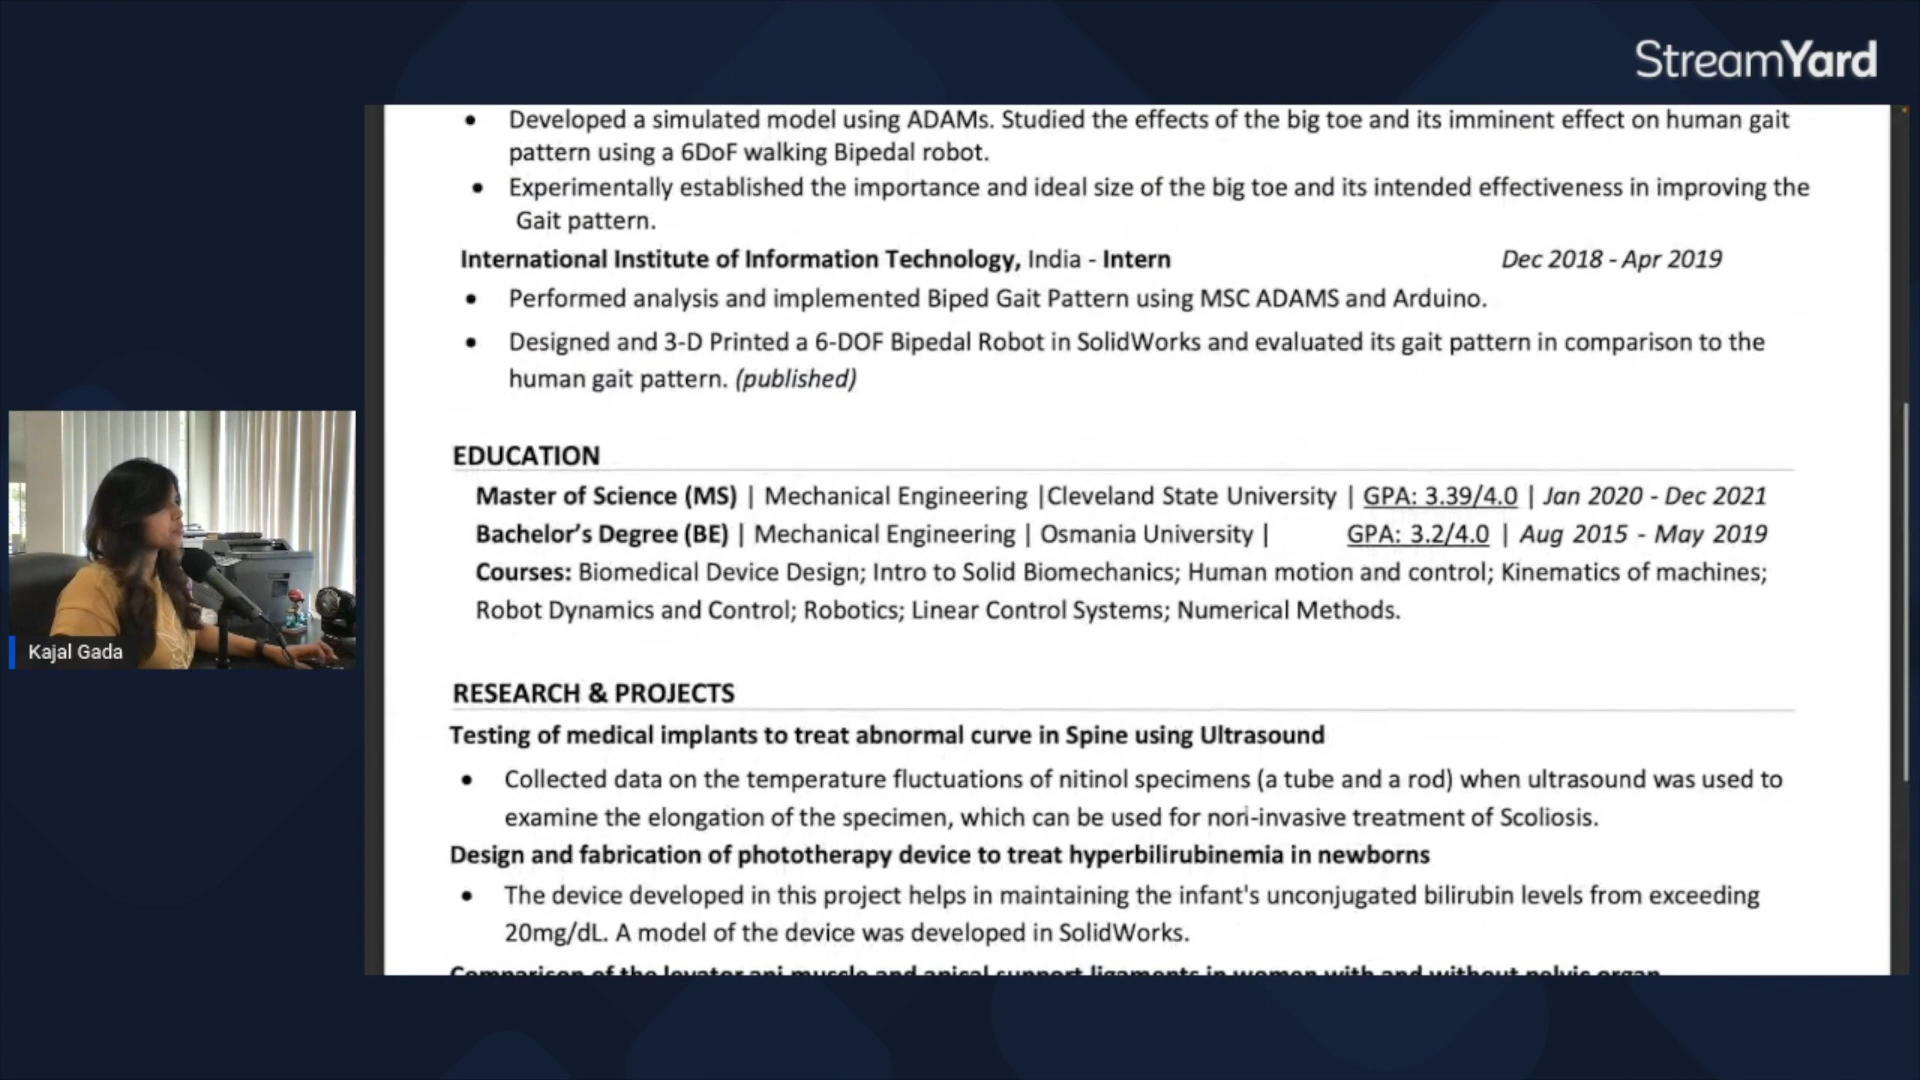 StreamYard
• Developed a simulated model using ADAMs. Studied the effects of the big toe and its imminent effect on human gait
pattern using a 6DoF walking Bipedal robot.
• Experimentally established the importance and ideal size of the big toe and its intended effectiveness in improving the
Gait pattern.
International Institute of Information Technology, India - Intern Dec 2018 - Apr 2019
• Performed analysis and implemented Biped Gait Pattern using MSC ADAMS and Arduino.
• Designed and 3-D Printed a 6-DOF Bipedal Robot in SolidWorks and evaluated its gait pattern in comparison to the
human gait pattern. (published)
EDUCATION
Master of Science (MS) | Mechanical Engineering |Cleveland State University | GPA: 3.39/4.0 | Jan 2020 - Dec 2021
Bachelor's Degree (BE) | Mechanical Engineering | Osmania University | GPA: 3.2/4.0 | Aug 2015 - May 2019
Courses: Biomedical Device Design; Intro to Solid Biomechanics; Human motion and control; Kinematics of machines;
Robot Dynamics and Control; Robotics; Linear Control Systems; Numerical Methods.
RESEARCH & PROJECTS
Testing of medical implants to treat abnormal curve in Spine using Ultrasound
• Collected data on the temperature fluctuations of nitinol specimens (a tube and a rod) when ultrasound was used to
examine the elongation of the specimen, which can be used for non-invasive treatment of Scoliosis.
Design and fabrication of phototherapy device to treat hyperbilirubinemia in newborns
• The device developed in this project helps in maintaining the infant's unconjugated bilirubin levels from exceeding
20mg/dL. A model of the device was developed in SolidWorks.
Comparison of the levator ani muscle and apical support ligaments in women with and without pelvic organ
Kajal Gada